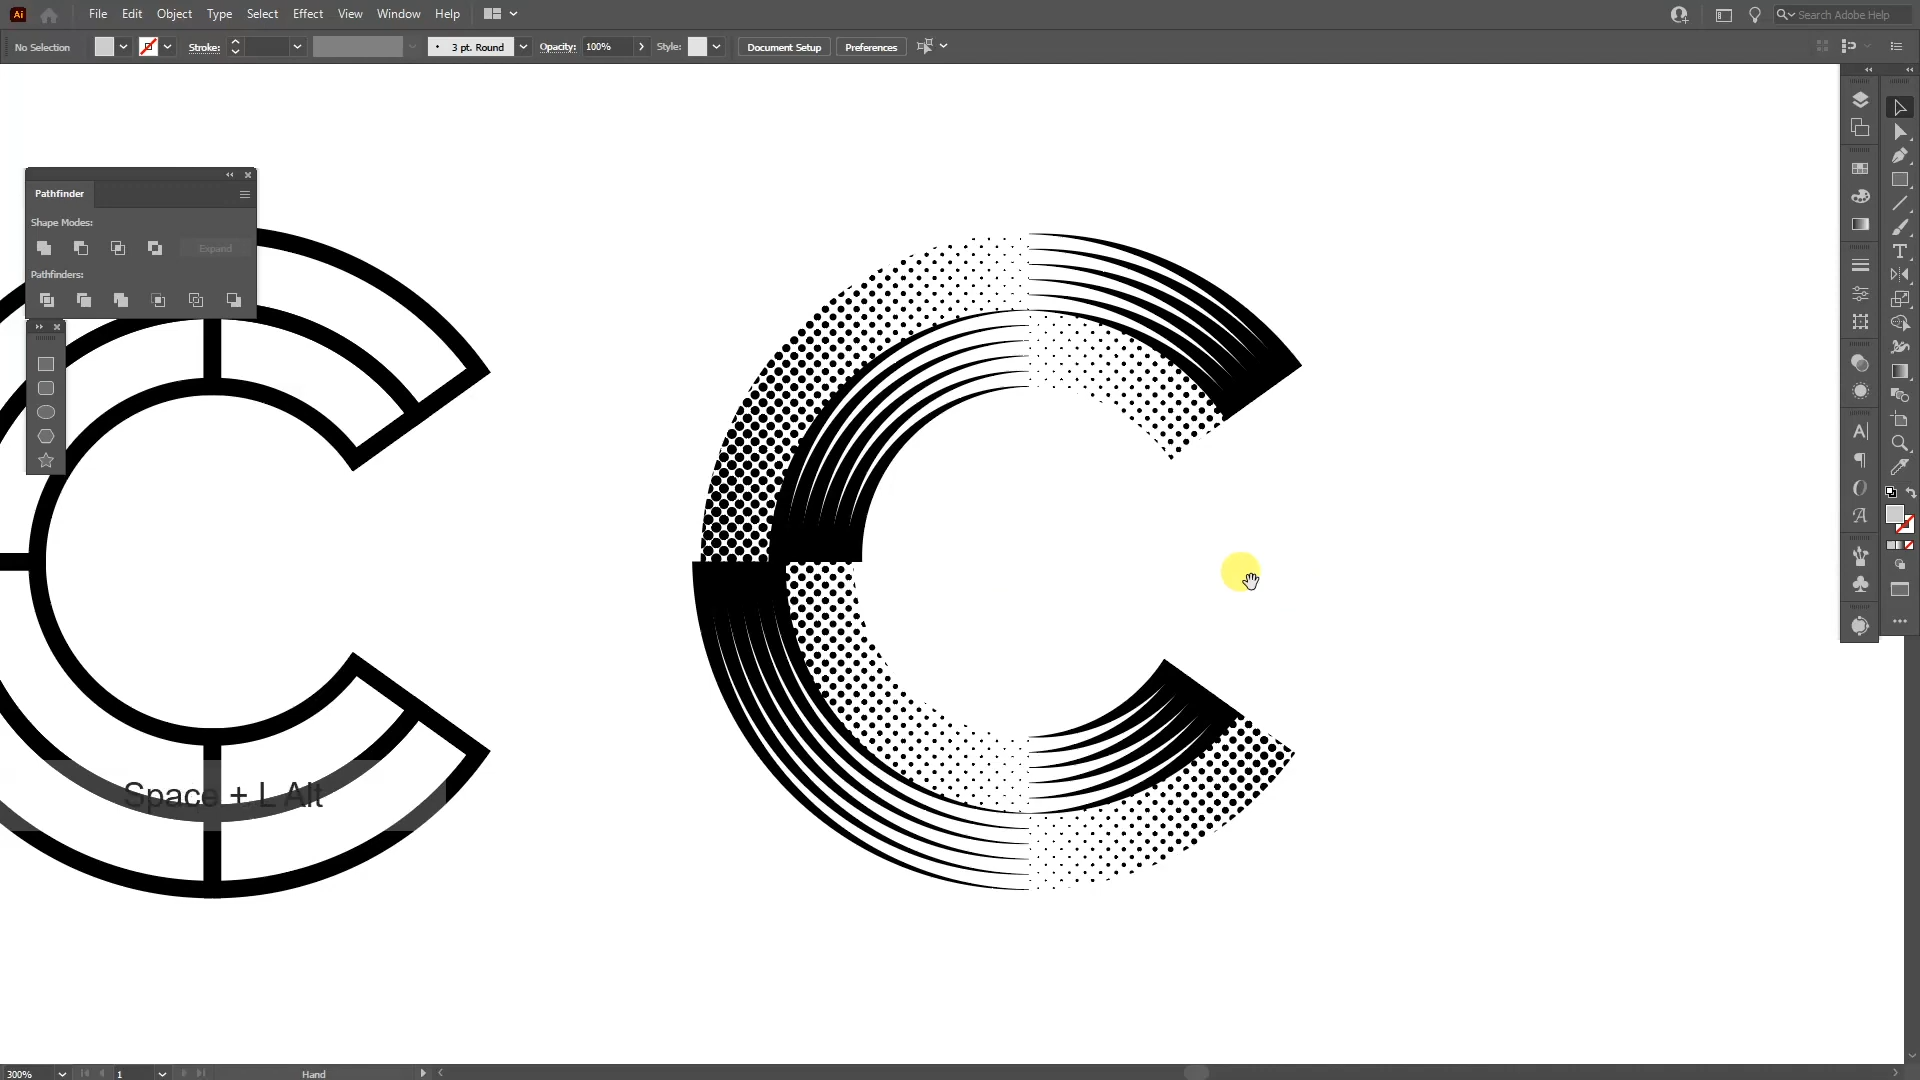 Ai File Edit Object Type Select Effect View Window Help Search Adobe Help
No Selection Stroke: 3 pt. Round Opacity: 100% Style: Document Setup Preferences
Pathfinder
Shape Modes:
Expand
Pathfinders:
Space + L Alt
300% 1 Hand